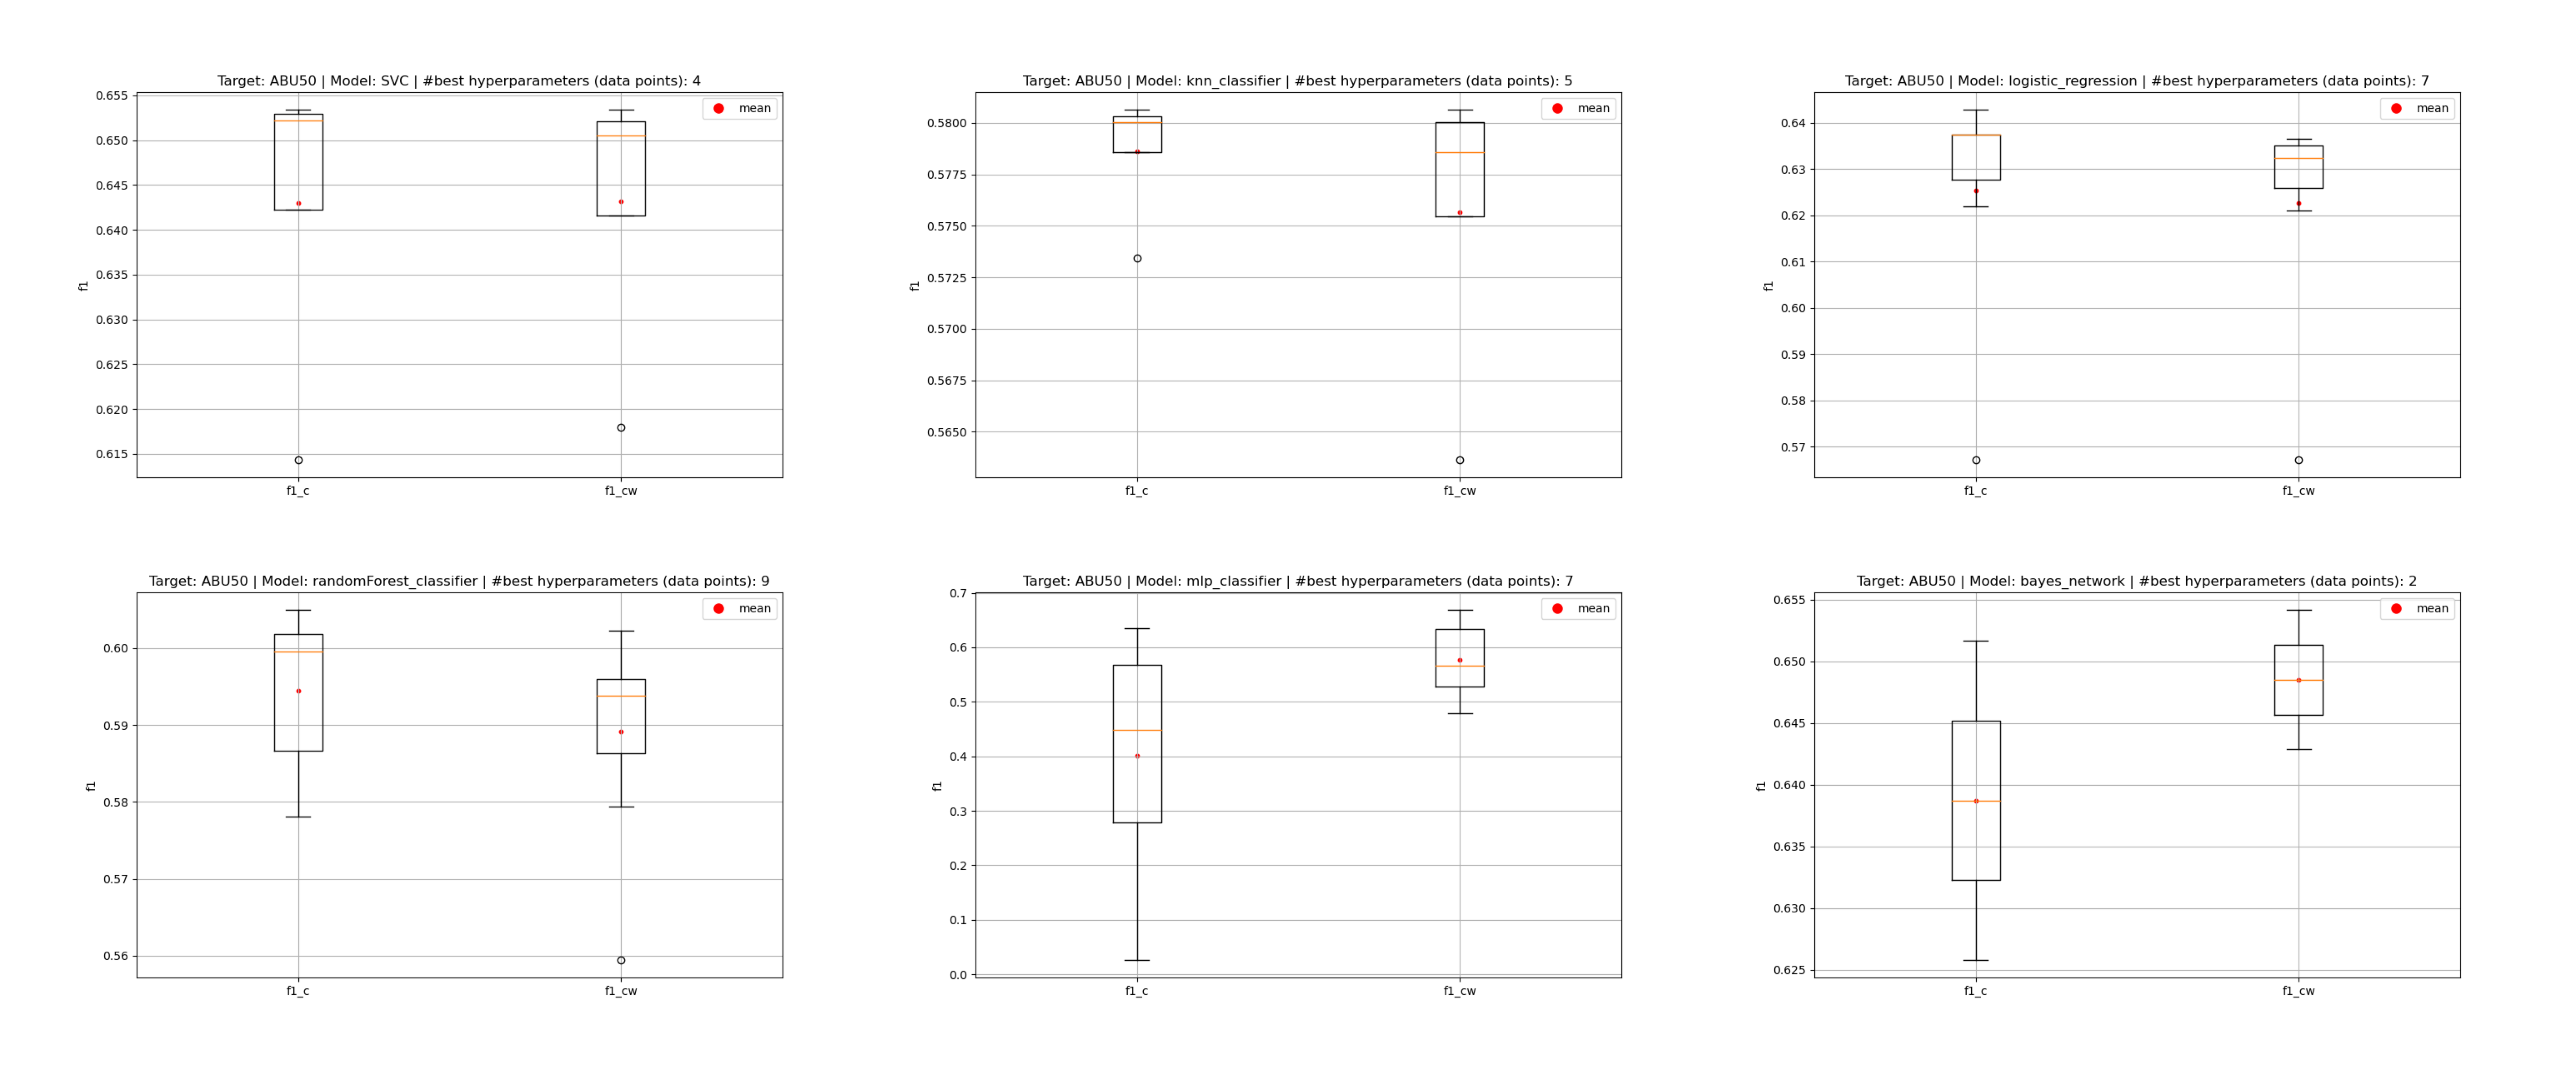 Target: ABU50 | Model: SVC | #best hyperparameters (data points): 4
0.655
0.650
0.645
0.640
0.635
0.630
0.625
0.620
0.615
f1
mean
f1_c
f1_cw
Target: ABU50 | Model: knn_classifier | #best hyperparameters (data points): 5
0.5800
0.5775
0.5750
0.5725
0.5700
0.5675
0.5650
f1
mean
f1_c
f1_cw
Target: ABU50 | Model: logistic_regression | #best hyperparameters (data points): 7
0.64
0.63
0.62
0.61
0.60
0.59
0.58
0.57
f1
mean
f1_c
f1_cw
Target: ABU50 | Model: randomForest_classifier | #best hyperparameters (data points): 9
0.60
0.59
0.58
0.57
0.56
f1
mean
f1_c
f1_cw
Target: ABU50 | Model: mlp_classifier | #best hyperparameters (data points): 7
0.7
0.6
0.5
0.4
0.3
0.2
0.1
0.0
f1
mean
f1_c
f1_cw
Target: ABU50 | Model: bayes_network | #best hyperparameters (data points): 2
0.655
0.650
0.645
0.640
0.635
0.630
0.625
f1
mean
f1_c
f1_cw